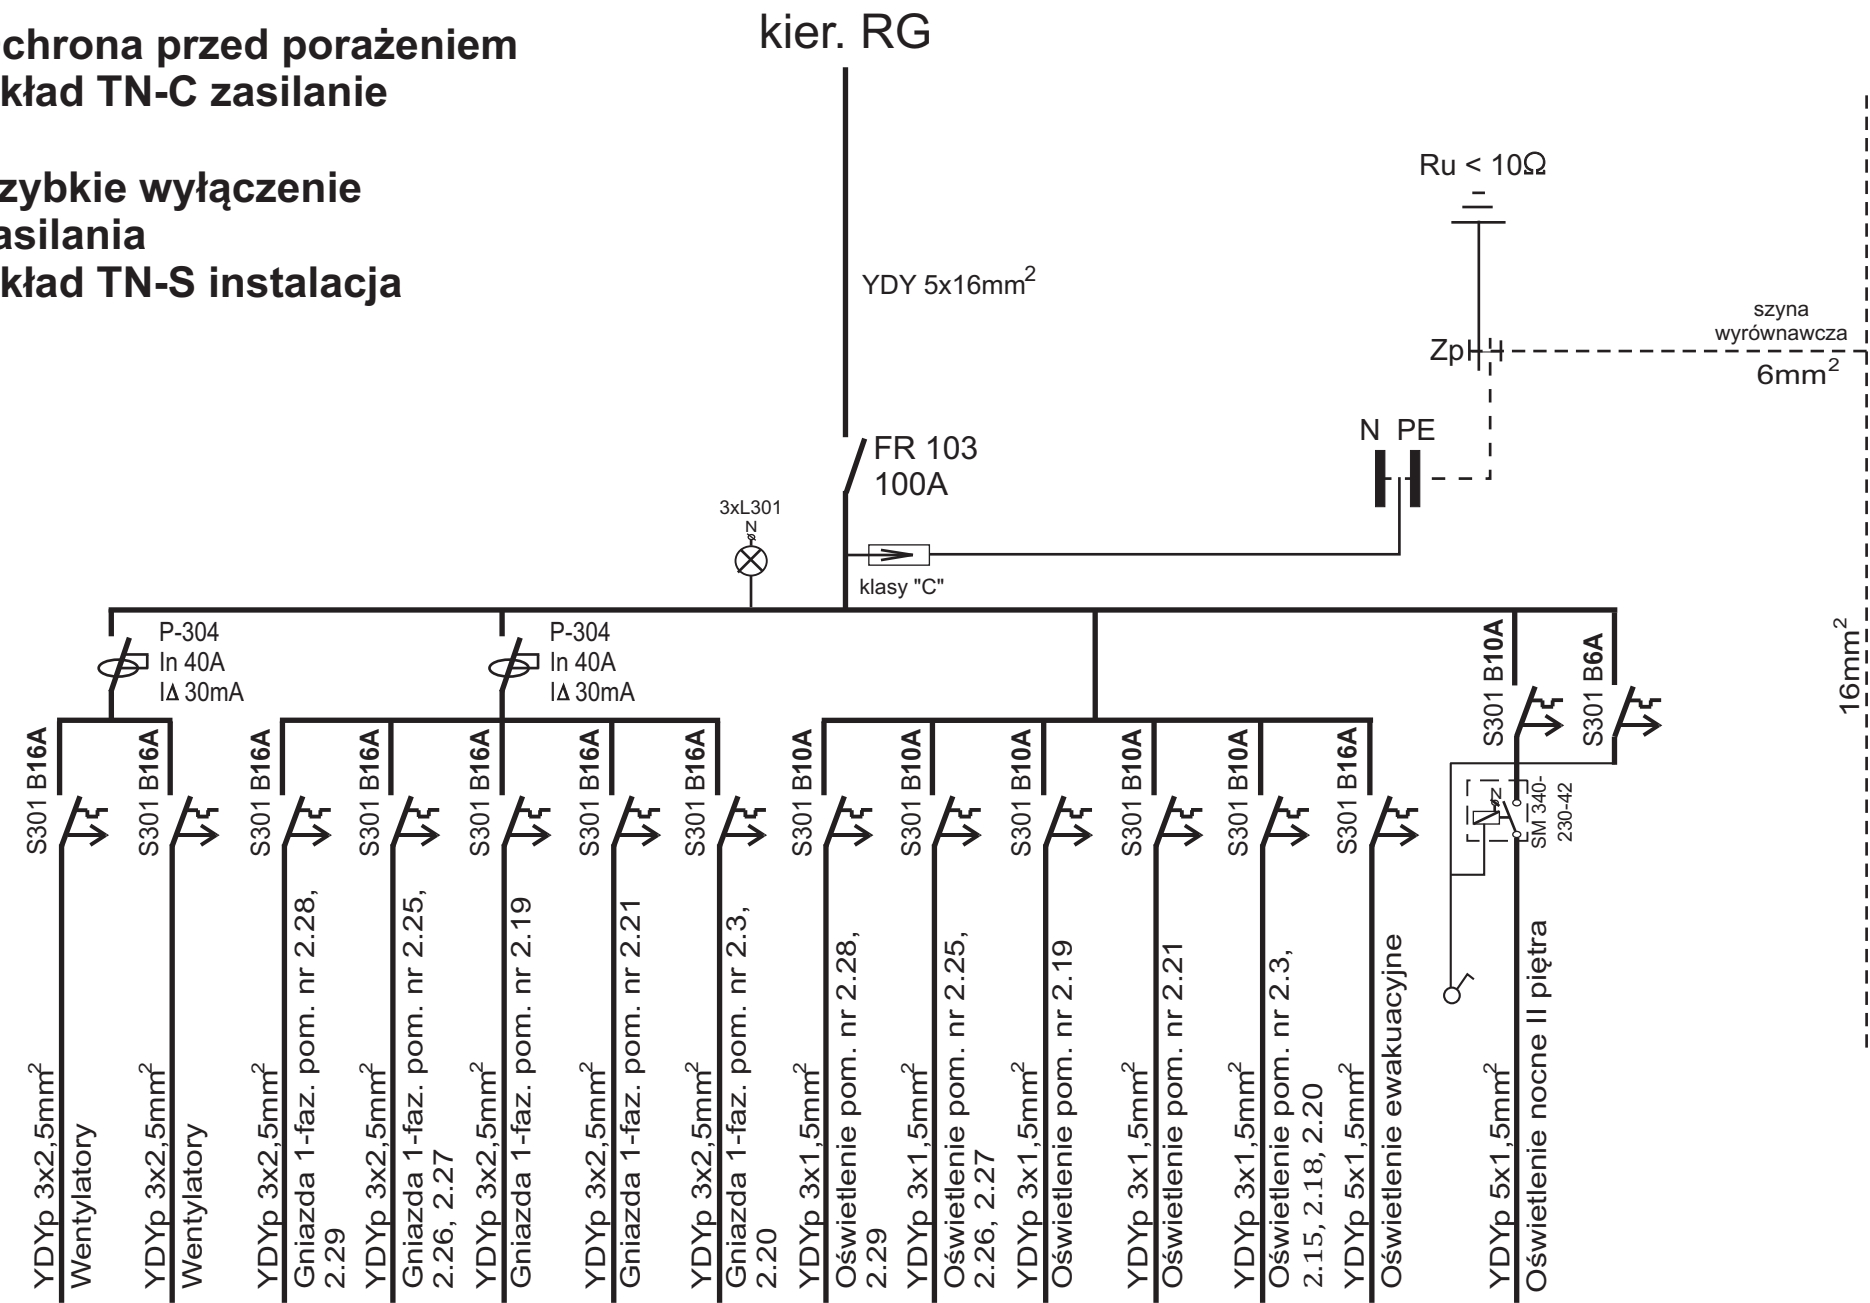 chrona przed porażeniem
kład TN-C zasilanie
zybkie wyłączenie
asilania
kład TN-S instalacja
kier. RG
YDY 5x16mm²
Ru < 10Ω
szyna
wyrównawcza
6mm²
Zp
N PE
FR 103
100A
3xL301
N
klasy "C"
16mm²
P-304
In 40A
IΔ 30mA
P-304
In 40A
IΔ 30mA
S301 B10A
S301 B6A
S301 B16A
S301 B16A
S301 B16A
S301 B16A
S301 B16A
S301 B16A
S301 B16A
S301 B10A
S301 B10A
S301 B10A
S301 B10A
S301 B10A
S301 B16A
N
SM 340-
230-42
YDYp 3x2,5mm²
Wentylatory
YDYp 3x2,5mm²
Wentylatory
YDYp 3x2,5mm²
Gniazda 1-faz. pom. nr 2.28,
2.29
YDYp 3x2,5mm²
Gniazda 1-faz. pom. nr 2.25,
2.26, 2.27
YDYp 3x2,5mm²
Gniazda 1-faz. pom. nr 2.19
YDYp 3x2,5mm²
Gniazda 1-faz. pom. nr 2.21
YDYp 3x2,5mm²
Gniazda 1-faz. pom. nr 2.3,
2.20
YDYp 3x1,5mm²
Oświetlenie pom. nr 2.28,
2.29
YDYp 3x1,5mm²
Oświetlenie pom. nr 2.25,
2.26, 2.27
YDYp 3x1,5mm²
Oświetlenie pom. nr 2.19
YDYp 3x1,5mm²
Oświetlenie pom. nr 2.21
YDYp 3x1,5mm²
Oświetlenie pom. nr 2.3,
2.15, 2.18, 2.20
YDYp 5x1,5mm²
Oświetlenie ewakuacyjne
YDYp 5x1,5mm²
Oświetlenie nocne II piętra